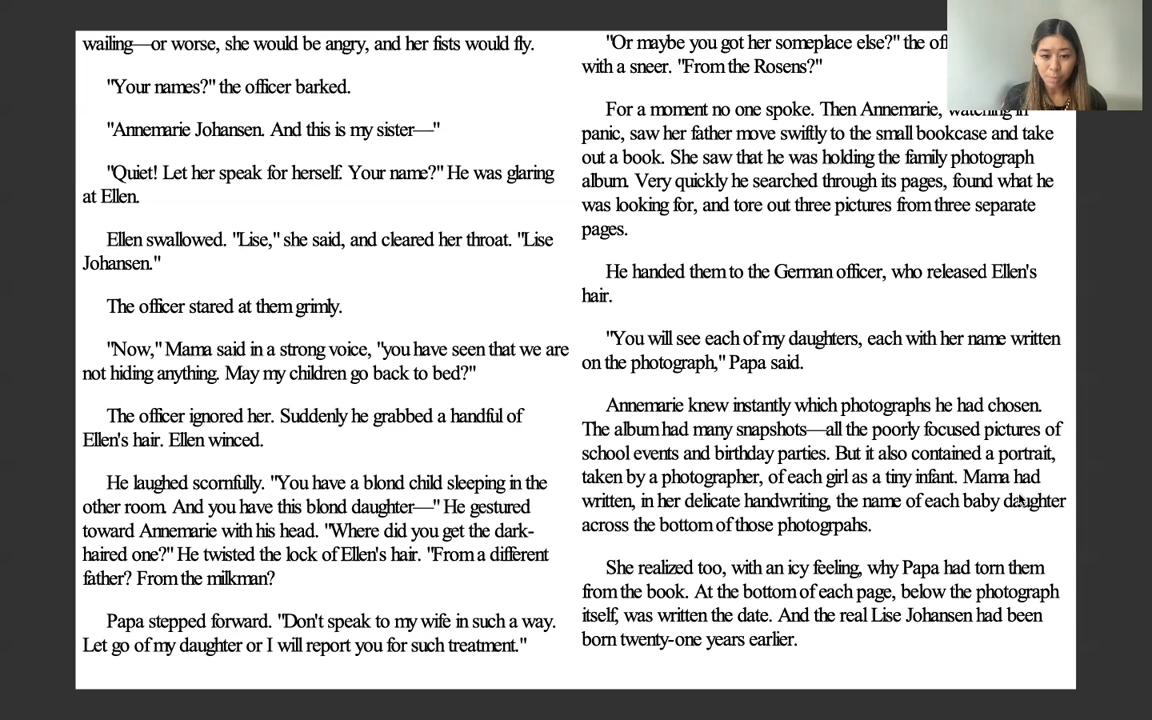 wailing—or worse, she would be angry, and her fists would fly.
"Your names?" the officer barked.
"Annemarie Johansen. And this is my sister—"
"Quiet! Let her speak for herself. Your name?" He was glaring
at Ellen.
Ellen swallowed. "Lise," she said, and cleared her throat. "Lise
Johansen."
The officer stared at them grimly.
"Now," Mama said in a strong voice, "you have seen that we are
not hiding anything. May my children go back to bed?"
The officer ignored her. Suddenly he grabbed a handful of
Ellen's hair. Ellen winced.
He laughed scornfully. "You have a blond child sleeping in the
other room. And you have this blond daughter—" He gestured
toward Annemarie with his head. "Where did you get the dark-
haired one?" He twisted the lock of Ellen's hair. "From a different
father? From the milkman?
Papa stepped forward. "Don't speak to my wife in such a way.
Let go of my daughter or I will report you for such treatment."
"Or maybe you got her someplace else?" the
with a sneer. "From the Rosens?"
For a moment no one spoke. Then Annemarie, watching in
panic, saw her father move swiftly to the small bookcase and take
out a book. She saw that he was holding the family photograph
album. Very quickly he searched through its pages, found what he
was looking for, and tore out three pictures from three separate
pages.
He handed them to the German officer, who released Ellen's
hair.
"You will see each of my daughters, each with her name written
on the photograph," Papa said.
Annemarie knew instantly which photographs he had chosen.
The album had many snapshots—all the poorly focused pictures of
school events and birthday parties. But it also contained a portrait,
taken by a photographer, of each girl as a tiny infant. Mama had
written, in her delicate handwriting, the name of each baby daughter
across the bottom of those photogrpahs.
She realized too, with an icy feeling, why Papa had torn them
from the book. At the bottom of each page, below the photograph
itself, was written the date. And the real Lise Johansen had been
born twenty-one years earlier.